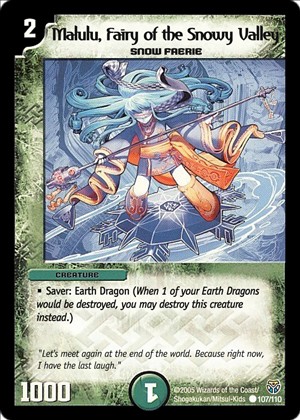 2
Malulu, Fairy of the Snowy Valley
SNOW FAERIE
CREATURE
▪ Saver: Earth Dragon (When 1 of your Earth Dragons
would be destroyed, you may destroy this creature
instead.)
"Let's meet again at the end of the world. Because right now,
I have the last laugh."
1000
1
©2005 Wizards of the Coast/
Shogakukan/Mitsui-Kids
107/110